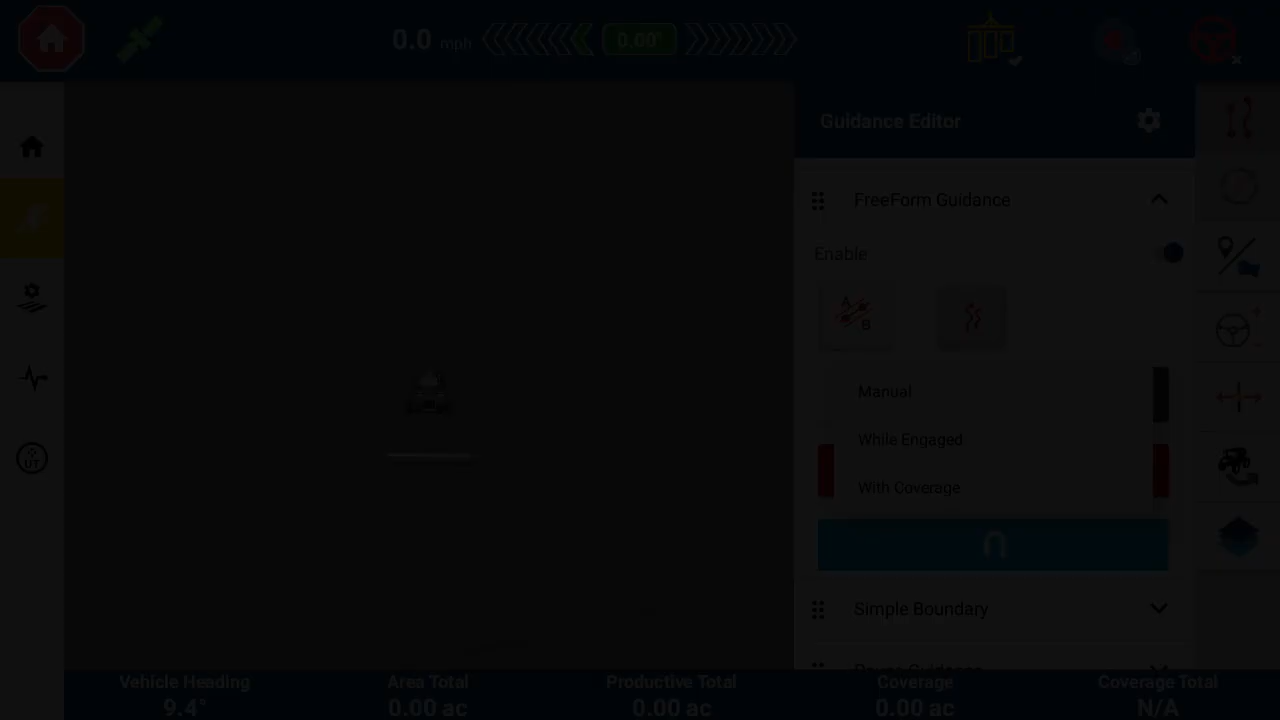 0.0 mph
0.00°
Guidance Editor
FreeForm Guidance
Enable
A
B
Manual
While Engaged
With Coverage
UT
Simple Boundary
Vehicle Heading
9.4°
Area Total
0.00 ac
Productive Total
0.00 ac
Coverage
0.00 ac
Coverage Total
N/A